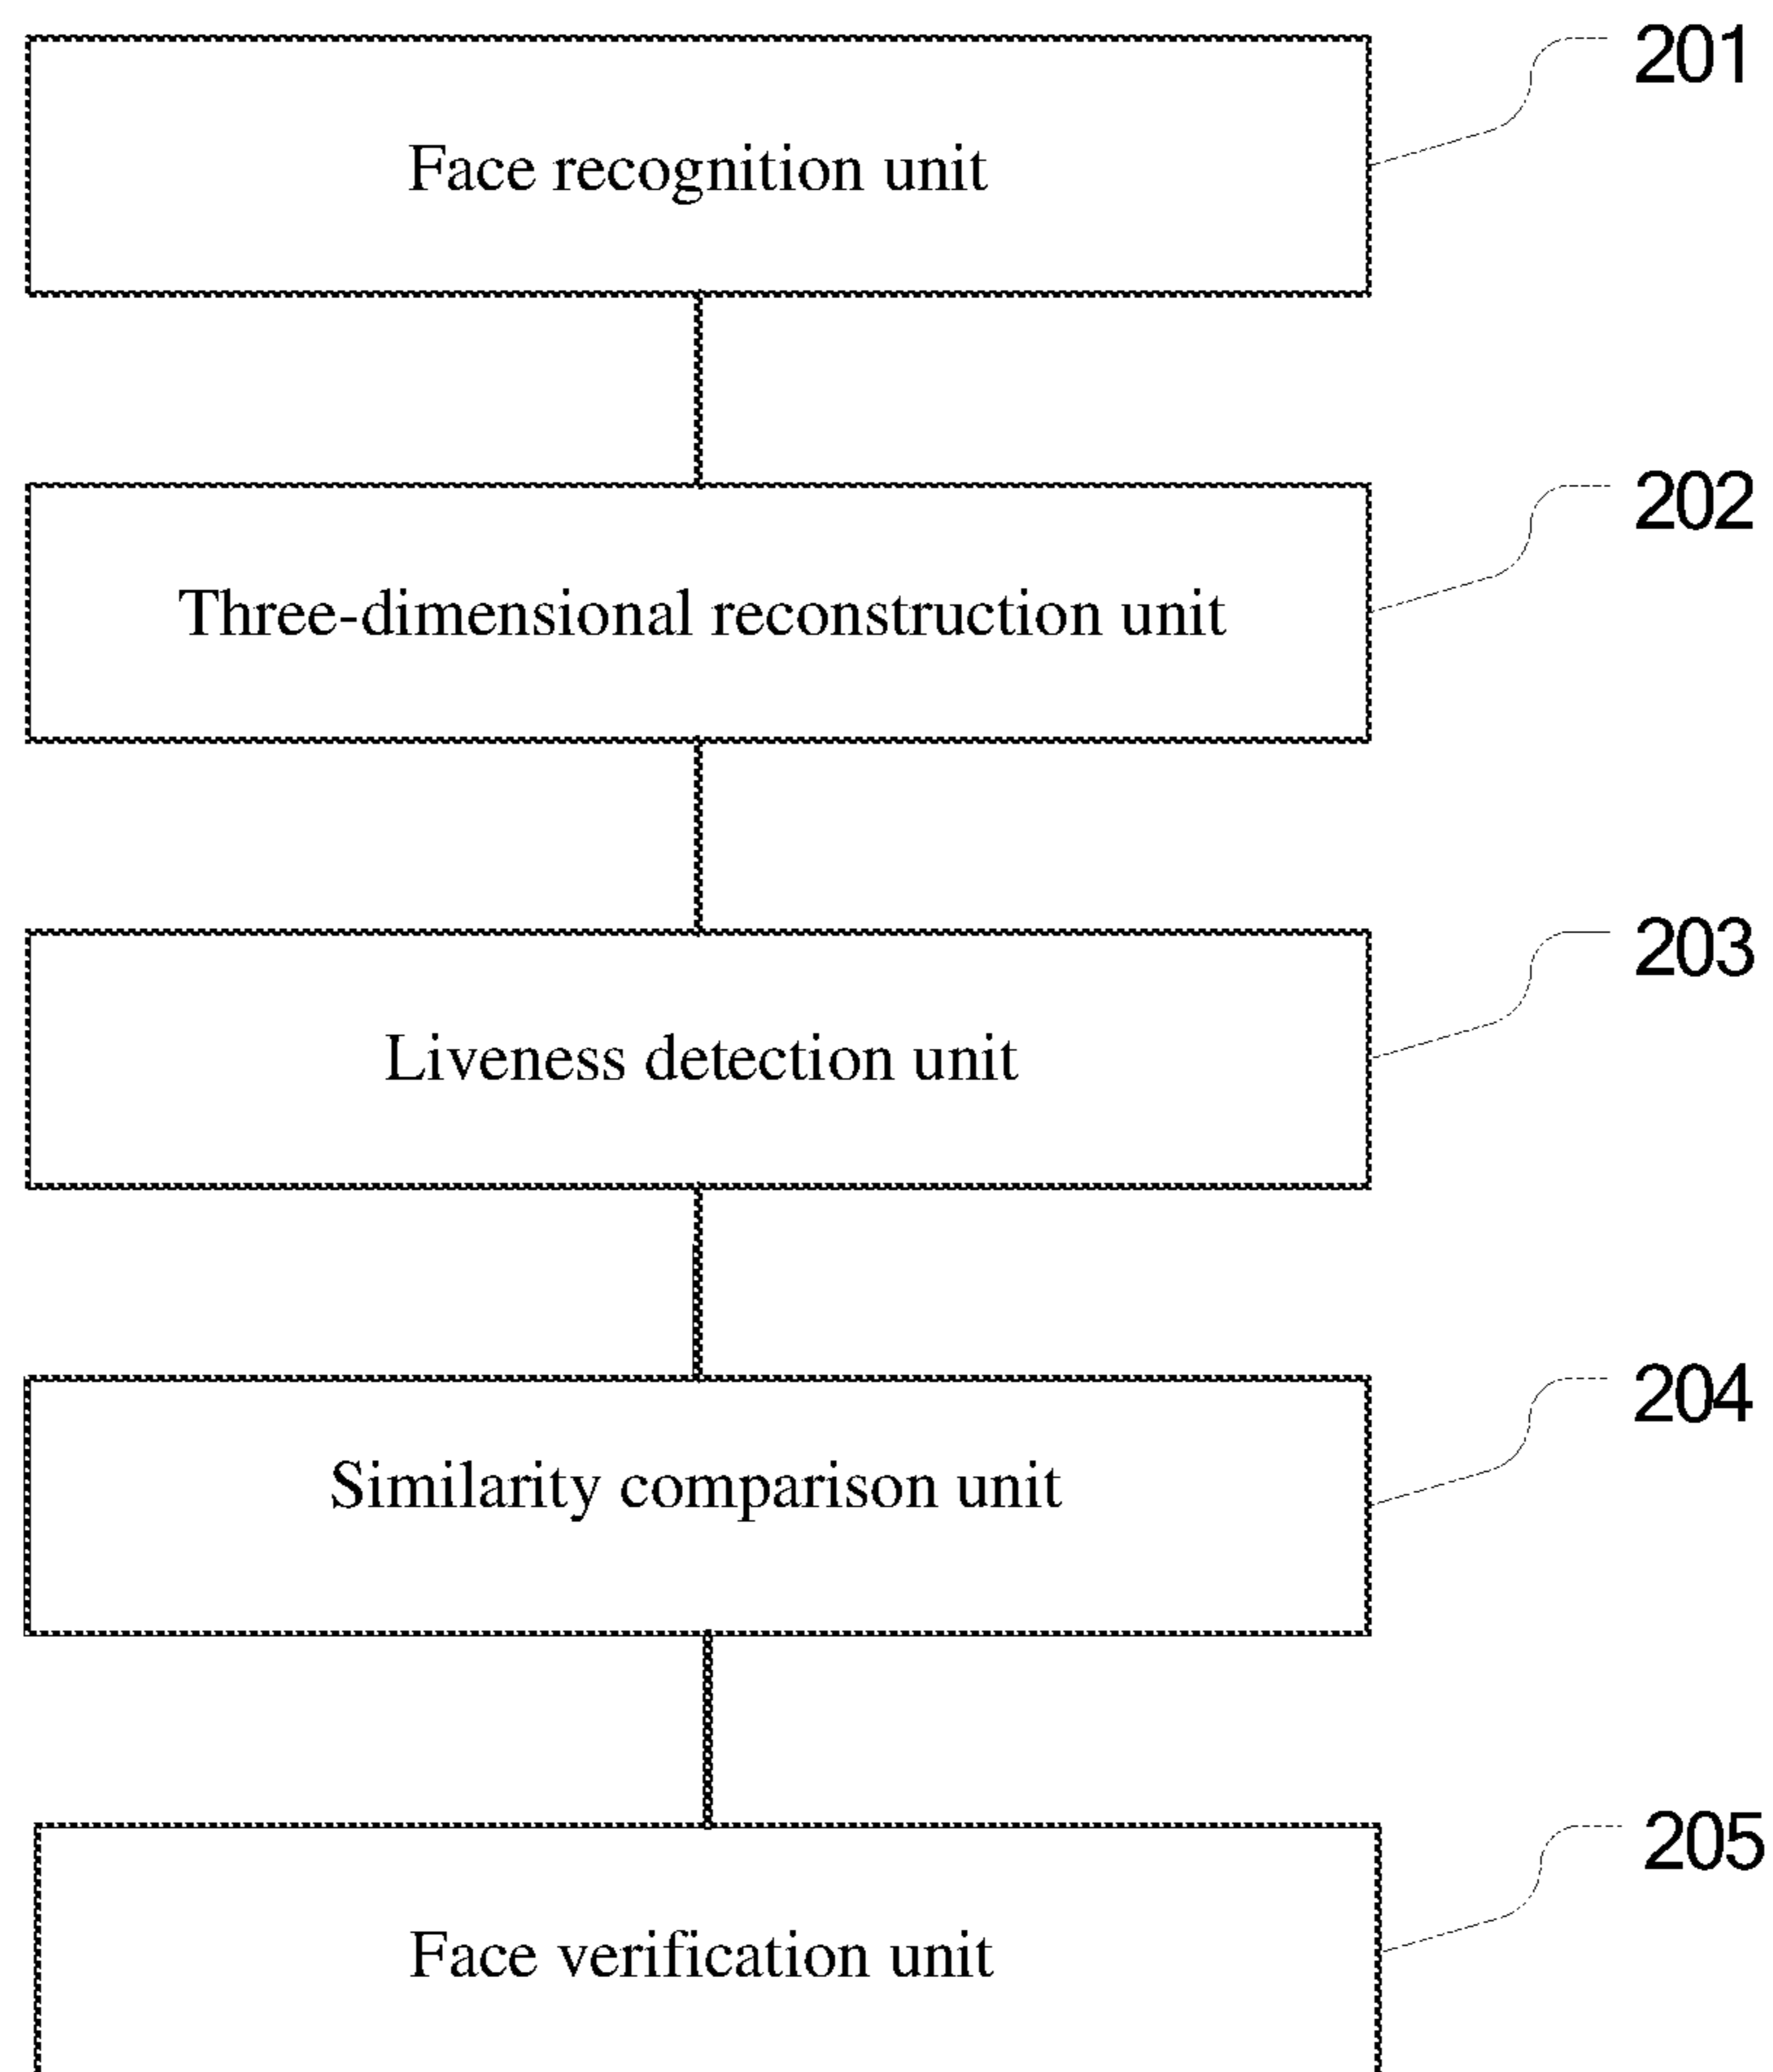 201
Face recognition unit
202
Three-dimensional reconstruction unit
203
Liveness detection unit
204
Similarity comparison unit
205
Face verification unit